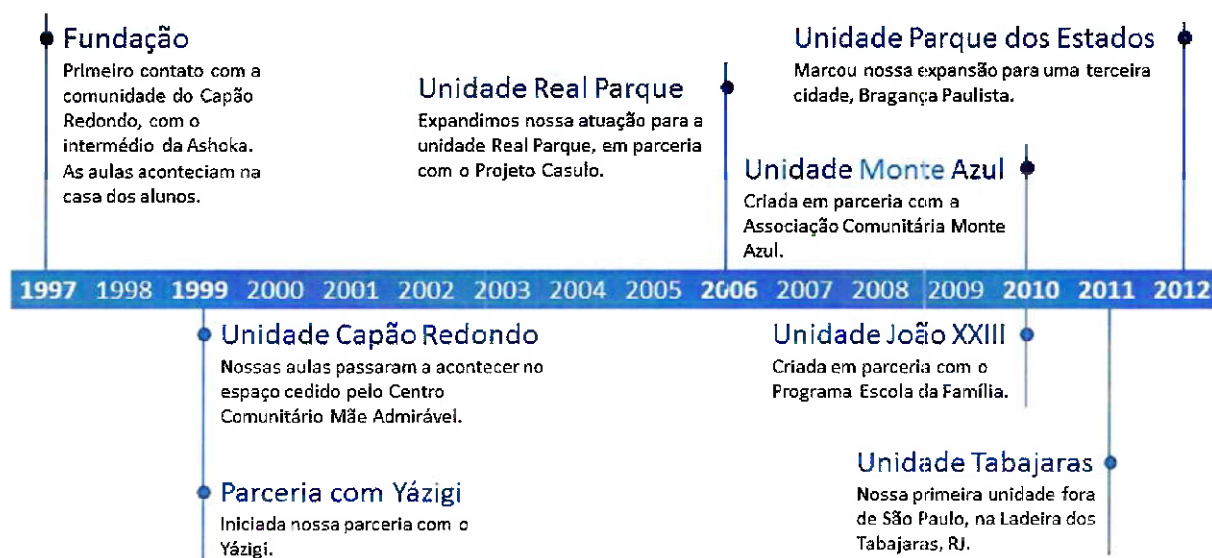 Fundação
Primeiro contato com a
comunidade do Capão
Redondo, com o
intermédio da Ashoka.
As aulas aconteciam na
casa dos alunos.
Unidade Real Parque
Expandimos nossa atuação para a
unidade Real Parque, em parceria
com o Projeto Casulo.
Unidade Parque dos Estados
Marcou nossa expansão para uma terceira
cidade, Bragança Paulista.
Unidade Monte Azul
Criada em parceria com a
Associação Comunitária Monte
Azul.
1997 1998 1999 2000 2001 2002 2003 2004 2005 2006 2007 2008 2009 2010 2011 2012
Unidade Capão Redondo
Nossas aulas passaram a acontecer no
espaço cedido pelo Centro
Comunitário Mãe Admirável.
Parceria com Yázigi
Iniciada nossa parceria com o
Yázigi.
Unidade João XXIII
Criada em parceria com o
Programa Escola da Família.
Unidade Tabajaras
Nossa primeira unidade fora
de São Paulo, na Ladeira dos
Tabajaras, RJ.